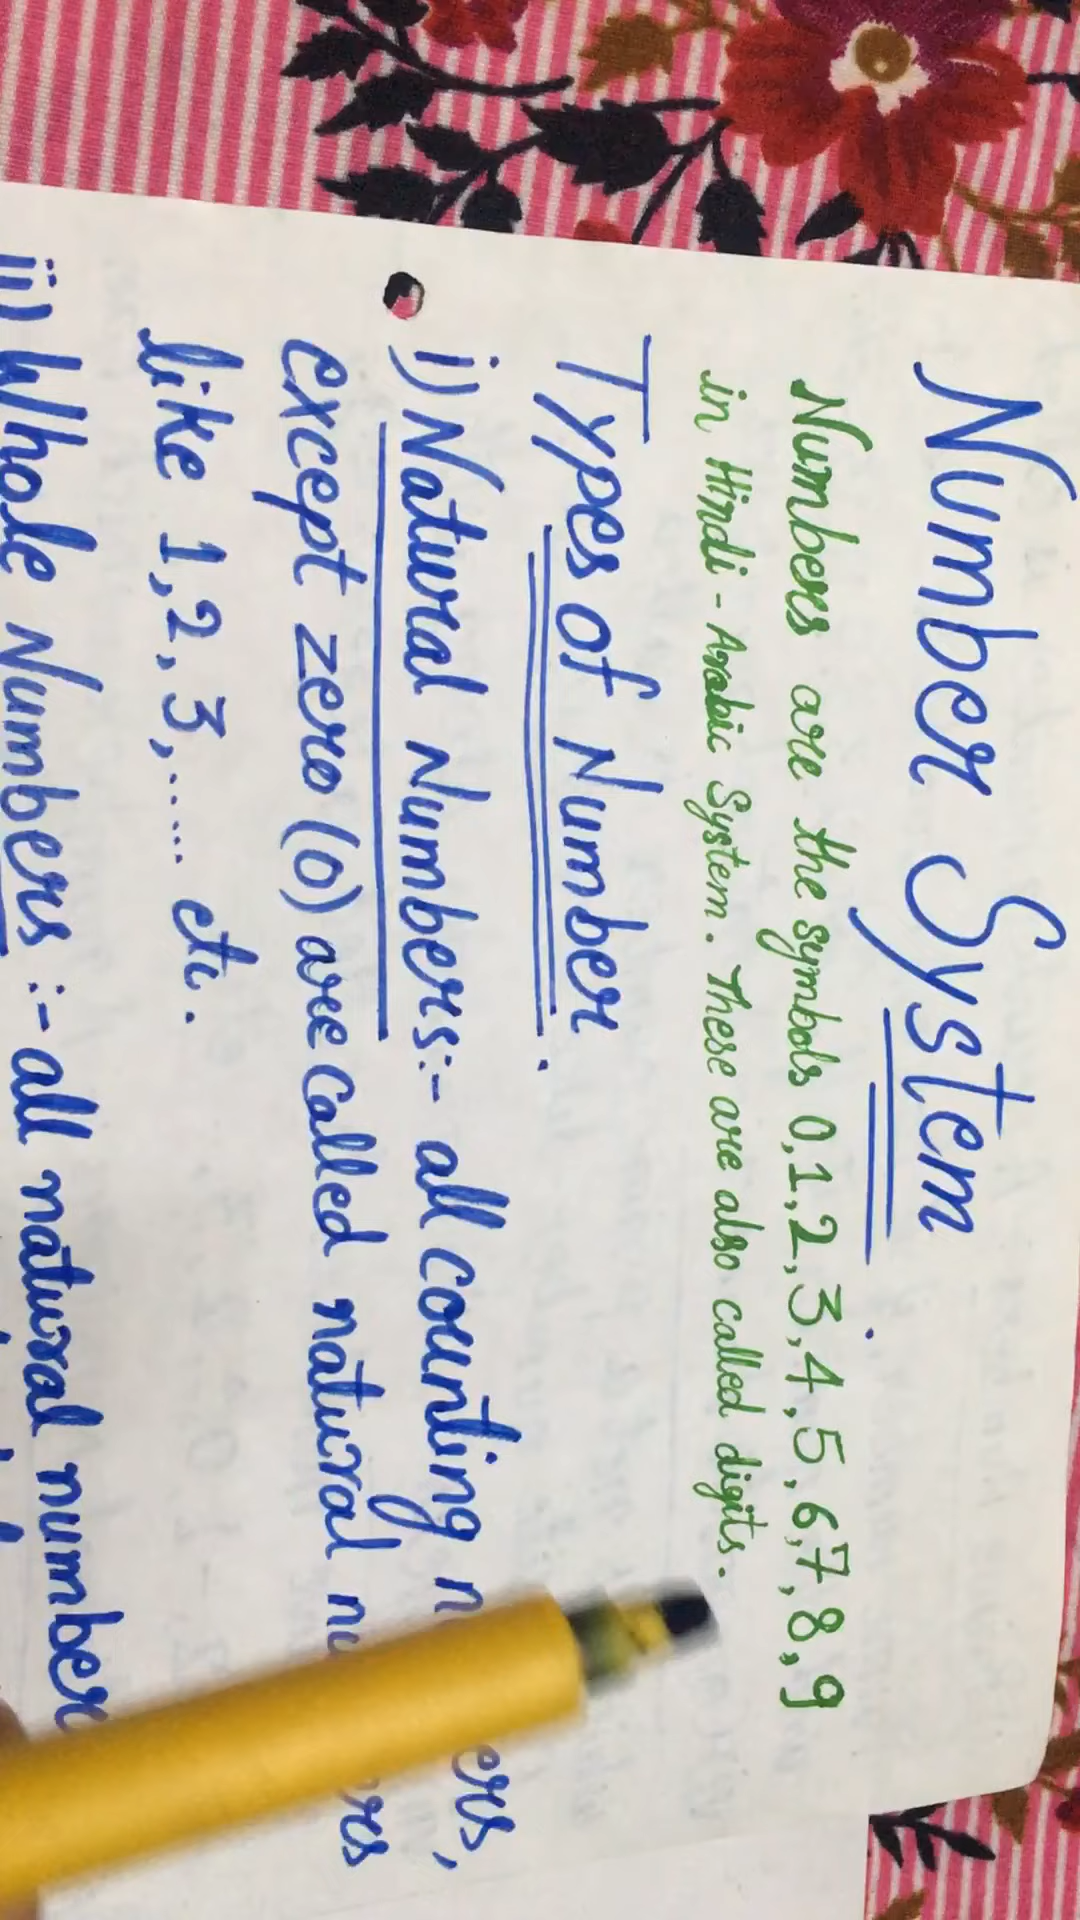 Number System
Numbers are the symbols 0,1,2,3,4,5,6,7,8,9
in Hindi - Arabic System. These are also called digits.
Types of Number.
i) Natural Numbers:- all counting
except zero (0) are called natural
like 1,2,3,..... etc.
ii) Whole Numbers :- all natural number